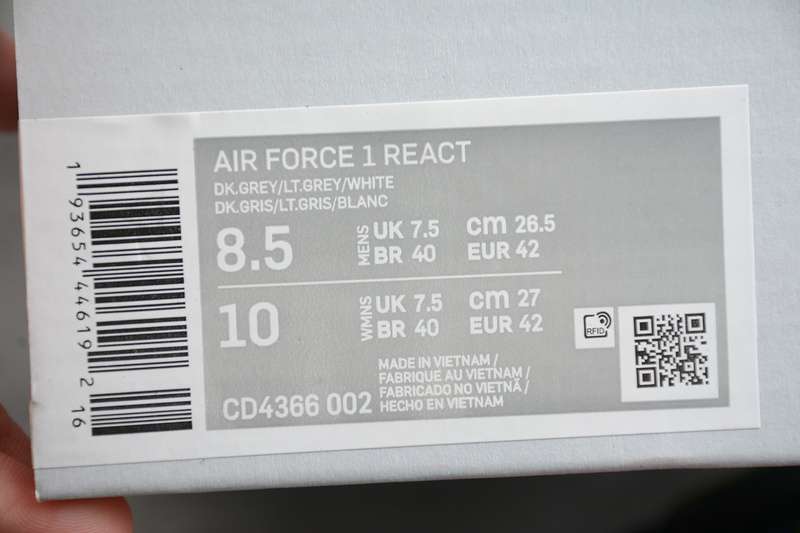 AIR FORCE 1 REACT
DK.GREY/LT.GREY/WHITE
DK.GRIS/LT.GRIS/BLANC
8.5 MENS UK 7.5 cm 26.5
BR 40 EUR 42
10 WMNS UK 7.5 cm 27
BR 40 EUR 42
RFID
MADE IN VIETNAM /
FABRIQUE AU VIETNAM /
FABRICADO NO VIETNÃ /
HECHO EN VIETNAM
CD4366 002
1 93654 44619 2 16